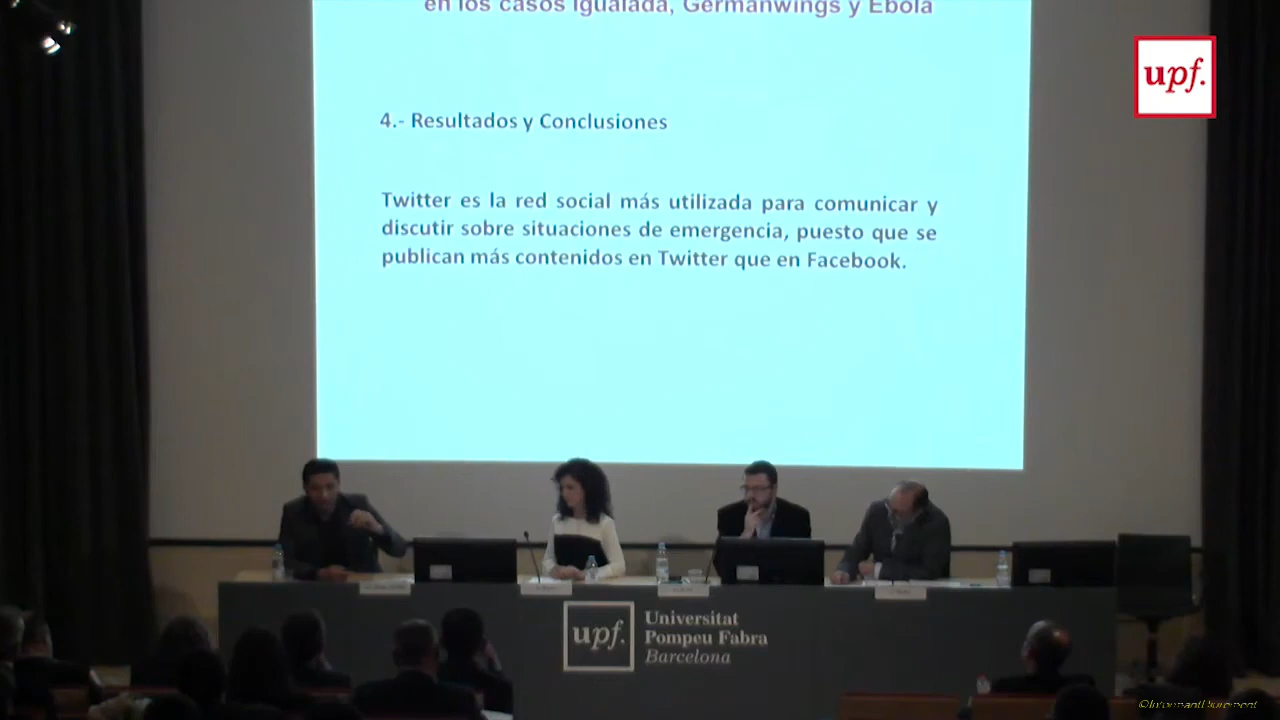 en los casos Igualada, Germanwings y Ébola
upf.
4.- Resultados y Conclusiones
Twitter es la red social más utilizada para comunicar y
discutir sobre situaciones de emergencia, puesto que se
publican más contenidos en Twitter que en Facebook.
upf.
Universitat
Pompeu Fabra
Barcelona